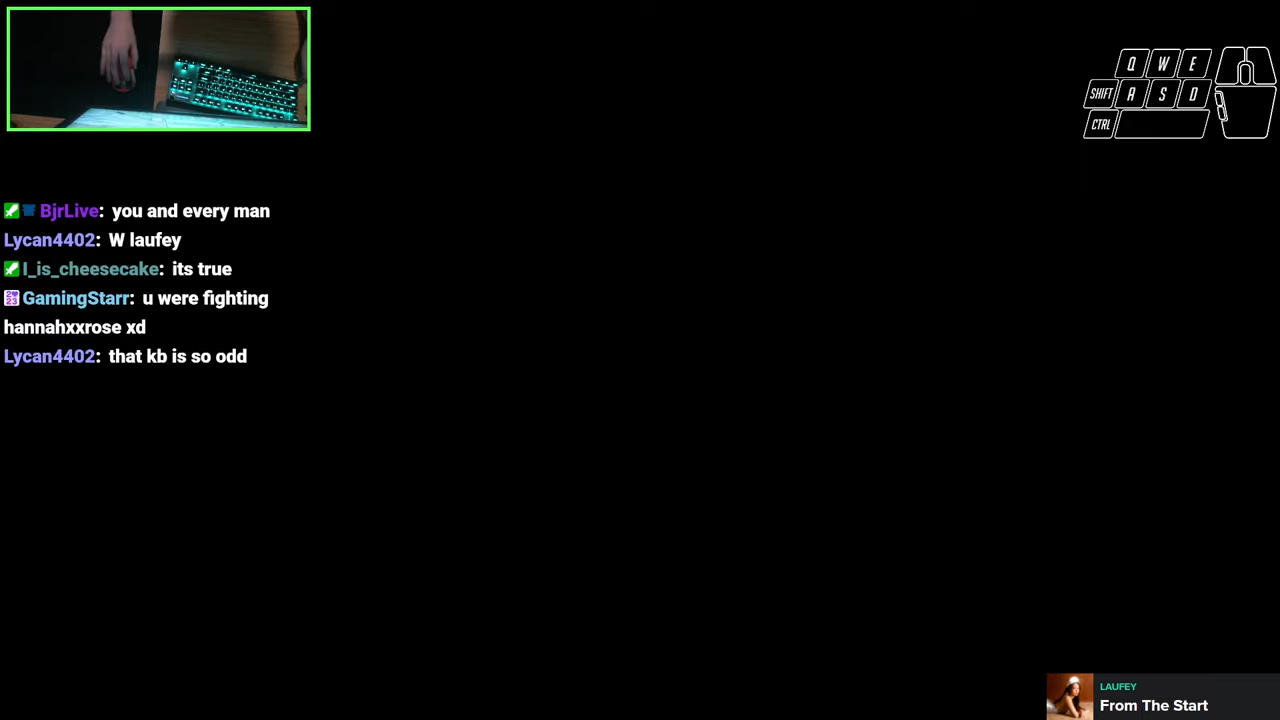 Q W E
SHIFT A S D
CTRL
BjrLive: you and every man
Lycan4402: W laufey
I_is_cheesecake: its true
GamingStarr: u were fighting
hannahxxrose xd
Lycan4402: that kb is so odd
LAUFEY
From The Start